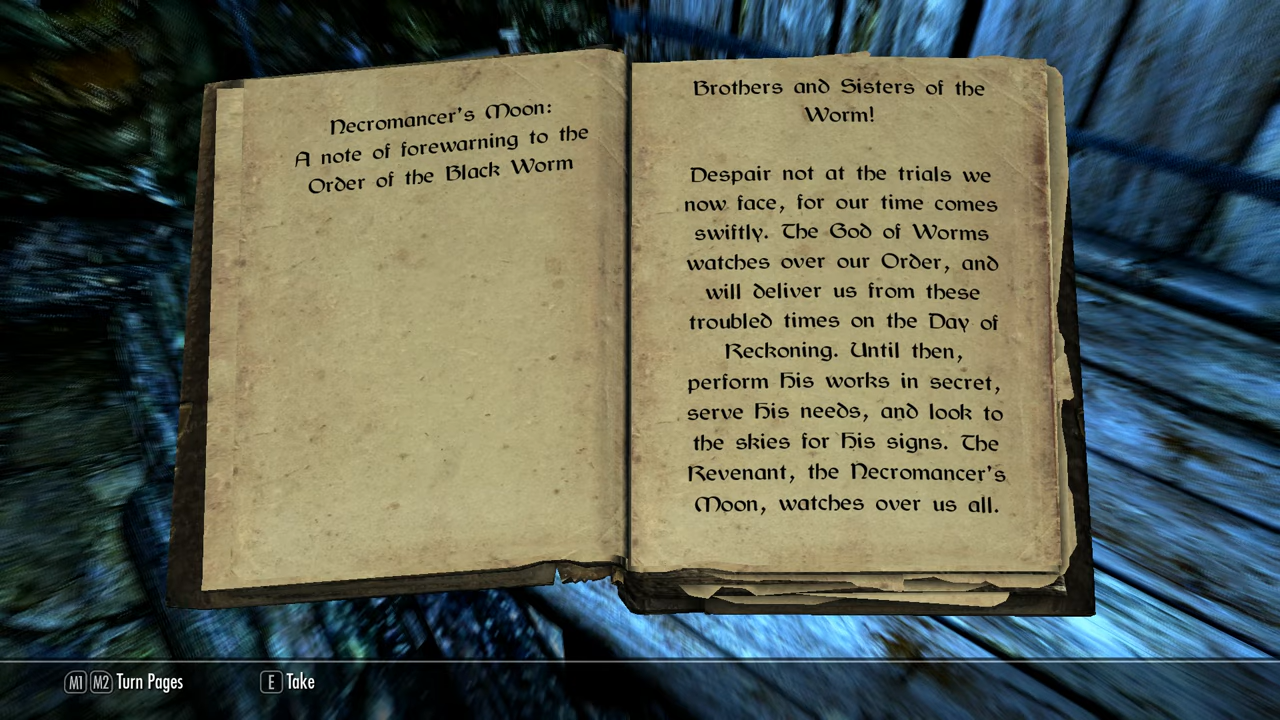 Necromancer's Moon:
A note of forewarning to the
Order of the Black Worm
Brothers and Sisters of the
Worm!
Despair not at the trials we
now face, for our time comes
swiftly. The God of Worms
watches over our Order, and
will deliver us from these
troubled times on the Day of
Reckoning. Until then,
perform His works in secret,
serve His needs, and look to
the skies for His signs. The
Revenant, the Necromancer's
Moon, watches over us all.
M1 M2 Turn Pages
E Take